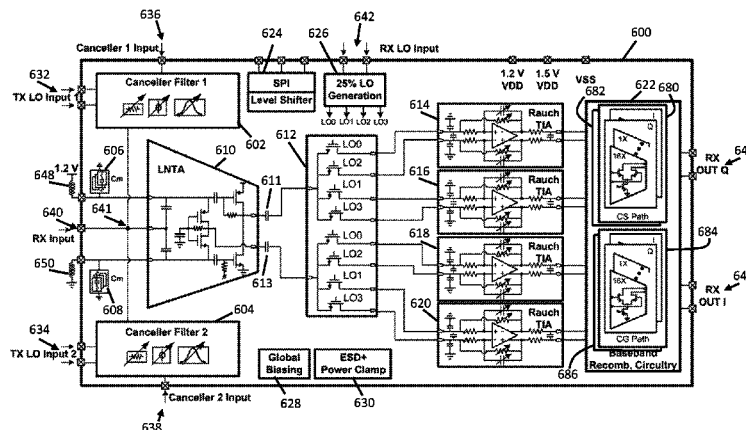 636
642
Canceller 1 Input
624
626
RX LO Input
600
632
TX LO Input 1
Canceller Filter 1
602
SPI
Level Shifter
25% LO
Generation
LO0 LO1 LO2 LO3
1.2 V
VDD
1.5 V
VDD
VSS
622
680
682
606
1.2 V
648
Cm
610
LNTA
611
612
LO0
LO2
LO1
LO3
LO0
LO2
LO1
LO3
614
Rauch
TIA
616
Rauch
TIA
618
Rauch
TIA
620
Rauch
TIA
I
Q
1X
16X
CS Path
RX
OUT Q
640
641
RX Input
650
Cm
608
613
684
I
Q
1X
16X
CG Path
RX
OUT I
686
Baseband
Recomb. Circuitry
604
Canceller Filter 2
634
TX LO Input 2
Canceller 2 Input
638
Global
Biasing
628
ESD+
Power Clamp
630